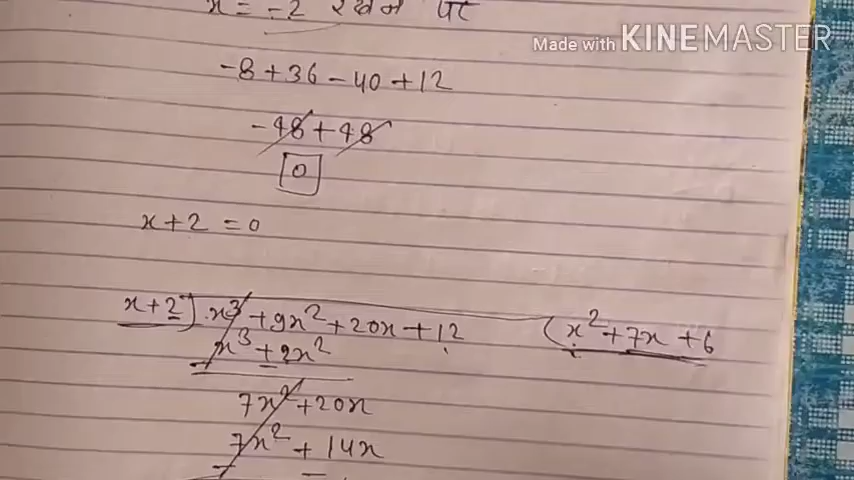 x = -2 रखने पर
Made with KINEMASTER
-8+36-40+12
-48+48
0
x+2 = 0
x+2) x³+9x²+20x+12 (x²+7x+6
x³+2x²
7x²+20x
7x²+14x